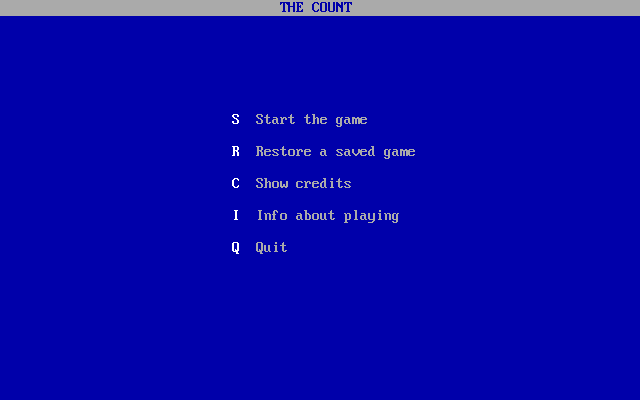 THE COUNT
S Start the game
R Restore a saved game
C Show credits
I Info about playing
Q Quit